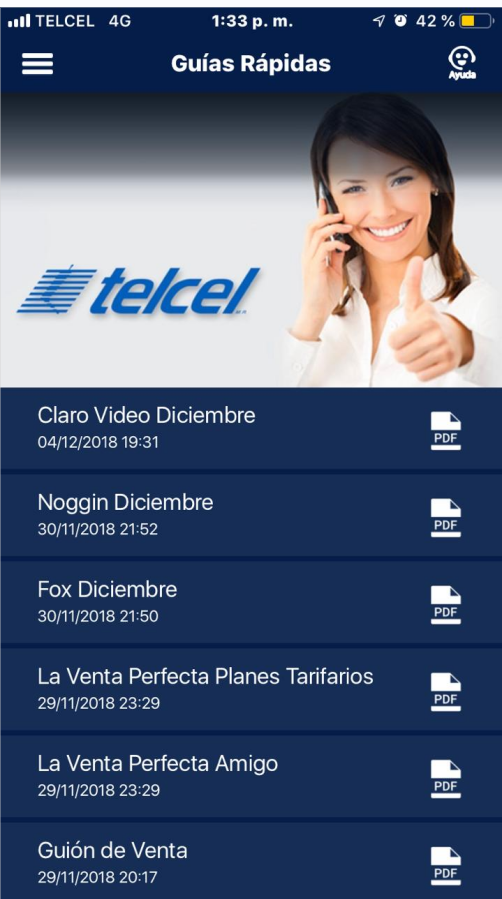 TELCEL 4G 1:33 p. m. 42 %
Guías Rápidas
Ayuda
telcel
Claro Video Diciembre
04/12/2018 19:31
PDF
Noggin Diciembre
30/11/2018 21:52
PDF
Fox Diciembre
30/11/2018 21:50
PDF
La Venta Perfecta Planes Tarifarios
29/11/2018 23:29
PDF
La Venta Perfecta Amigo
29/11/2018 23:29
PDF
Guión de Venta
29/11/2018 20:17
PDF